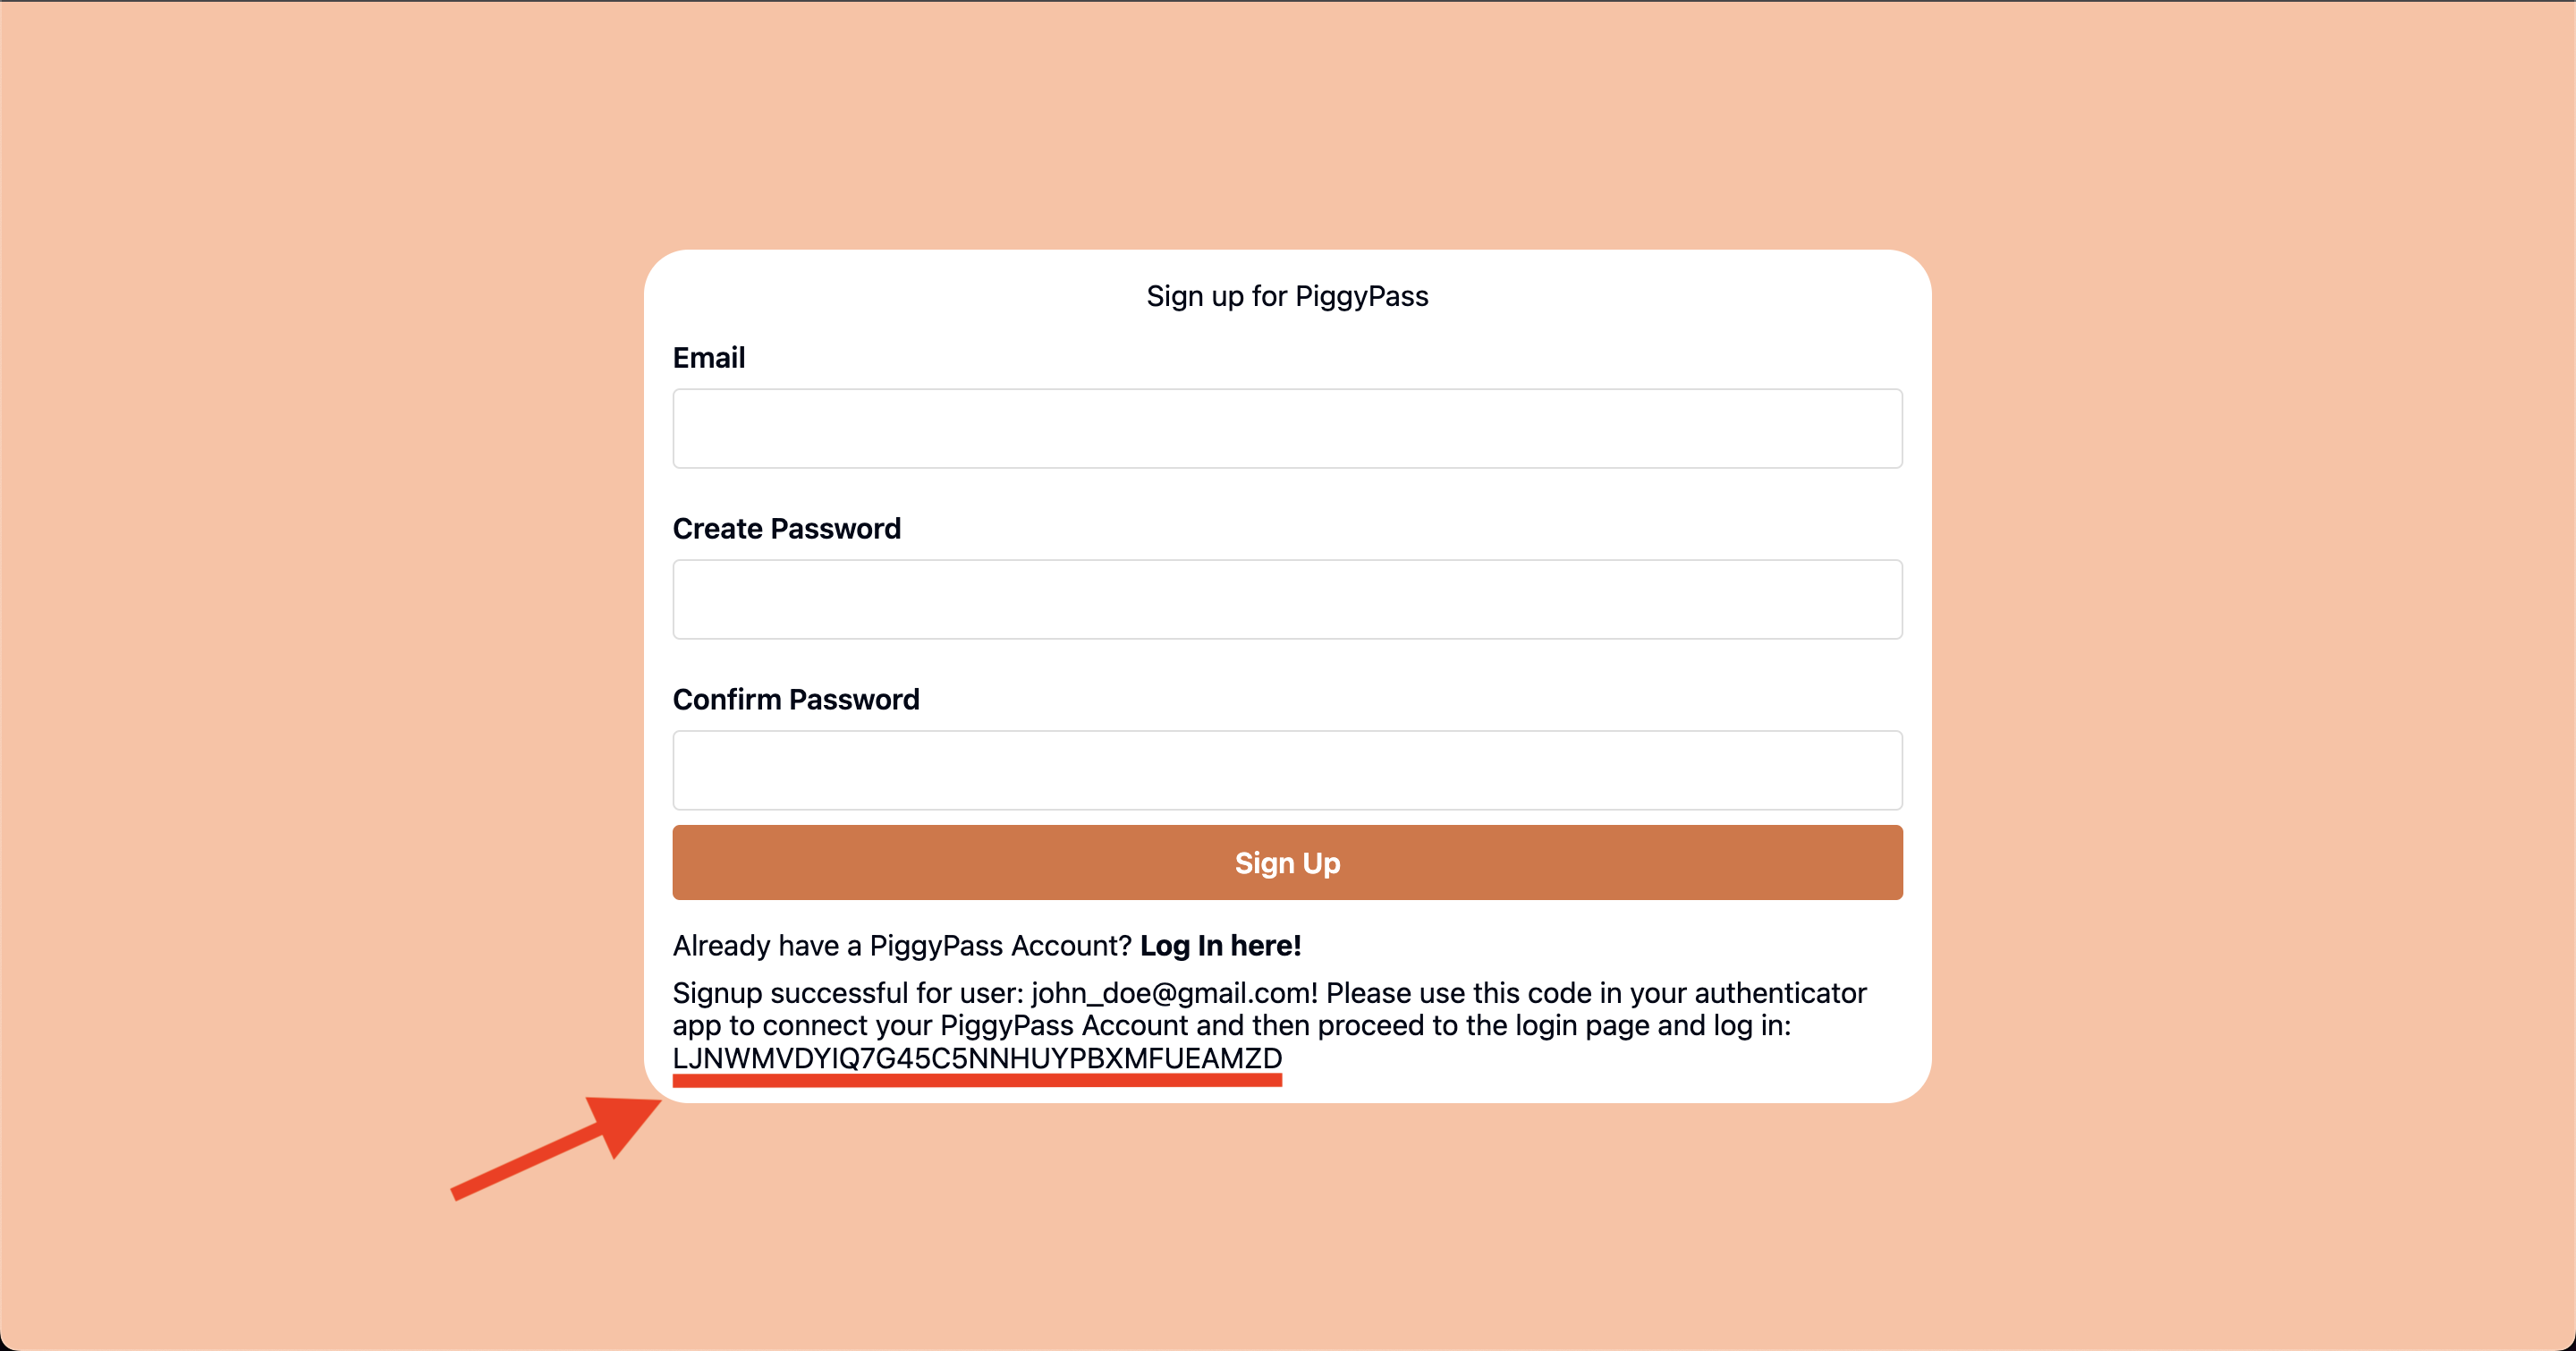 Sign up for PiggyPass
Email
Create Password
Confirm Password
Sign Up
Already have a PiggyPass Account? Log In here!
Signup successful for user: john_doe@gmail.com! Please use this code in your authenticator
app to connect your PiggyPass Account and then proceed to the login page and log in:
LJNWMVDYIQ7G45C5NNHUYPBXMFUEAMZD